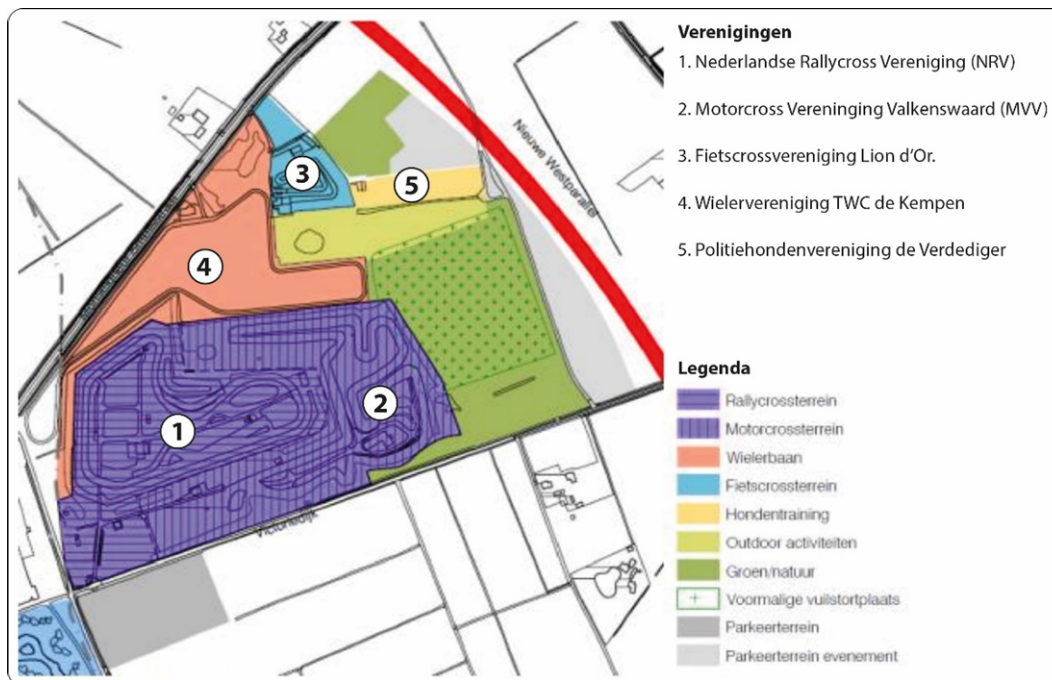 Verenigingen
1. Nederlandse Rallycross Vereniging (NRV)
2. Motorcross Vereninging Valkenswaard (MVV)
3. Fietscrossvereniging Lion d'Or.
4. Wielervereniging TWC de Kempen
5. Politiehondenvereniging de Verdediger
Nieuwe Westparallel
3
5
4
2
1
Victoriedijk
Legenda
Rallycrossterrein
Motorcrossterrein
Wielerbaan
Fietscrossterrein
Hondentraining
Outdoor activiteiten
Groen/natuur
Voormalige vuilstortplaats
Parkeerterrein
Parkeerterrein evenement